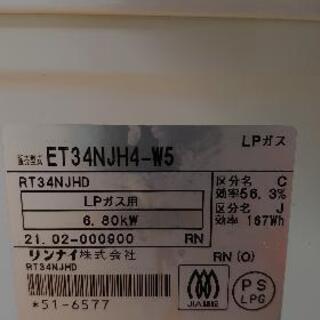 ET34NJH4-W5
LPガス
RT34NJHD
LPガス用
6.80kW
区分名 C
効率56.3%
区分名 J
効率 167Wh
21.02-000900 RN
リンナイ株式会社
RT34NJHD
RN(O)
*51-6577
JIA
PS
LPG